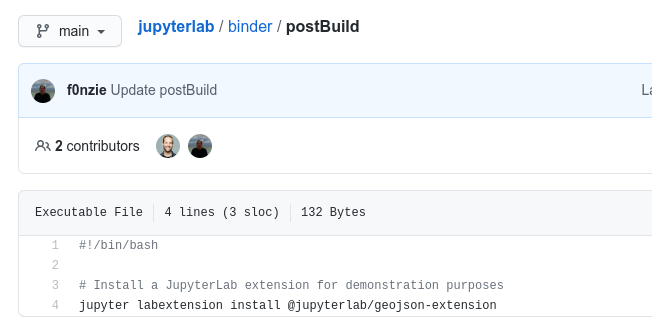 main jupyterlab / binder / postBuild
f0nzie Update postBuild
2 contributors
Executable File 4 lines (3 sloc) 132 Bytes
1 #!/bin/bash
2
3 # Install a JupyterLab extension for demonstration purposes
4 jupyter labextension install @jupyterlab/geojson-extension